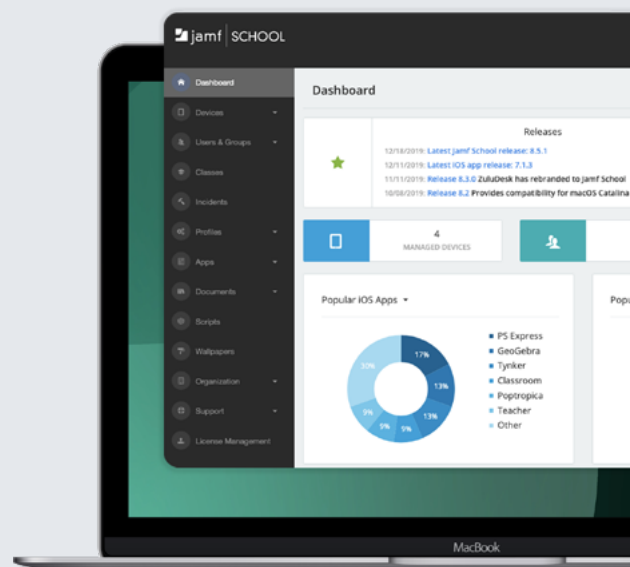 jamf SCHOOL
Dashboard
Devices
Users & Groups
Classes
Incidents
Profiles
Apps
Documents
Scripts
Wallpapers
Organization
Support
License Management
Dashboard
Releases
12/18/2019: Latest Jamf School release: 8.5.1
12/11/2019: Latest iOS app release: 7.1.3
11/11/2019: Release 8.3.0 ZuluDesk has rebranded to Jamf School
10/08/2019: Release 8.2 Provides compatibility for macOS Catalina
4
MANAGED DEVICES
Popular iOS Apps
17%
13%
13%
9%
9%
9%
30%
PS Express
GeoGebra
Tynker
Classroom
Poptropica
Teacher
Other
Popu
MacBook